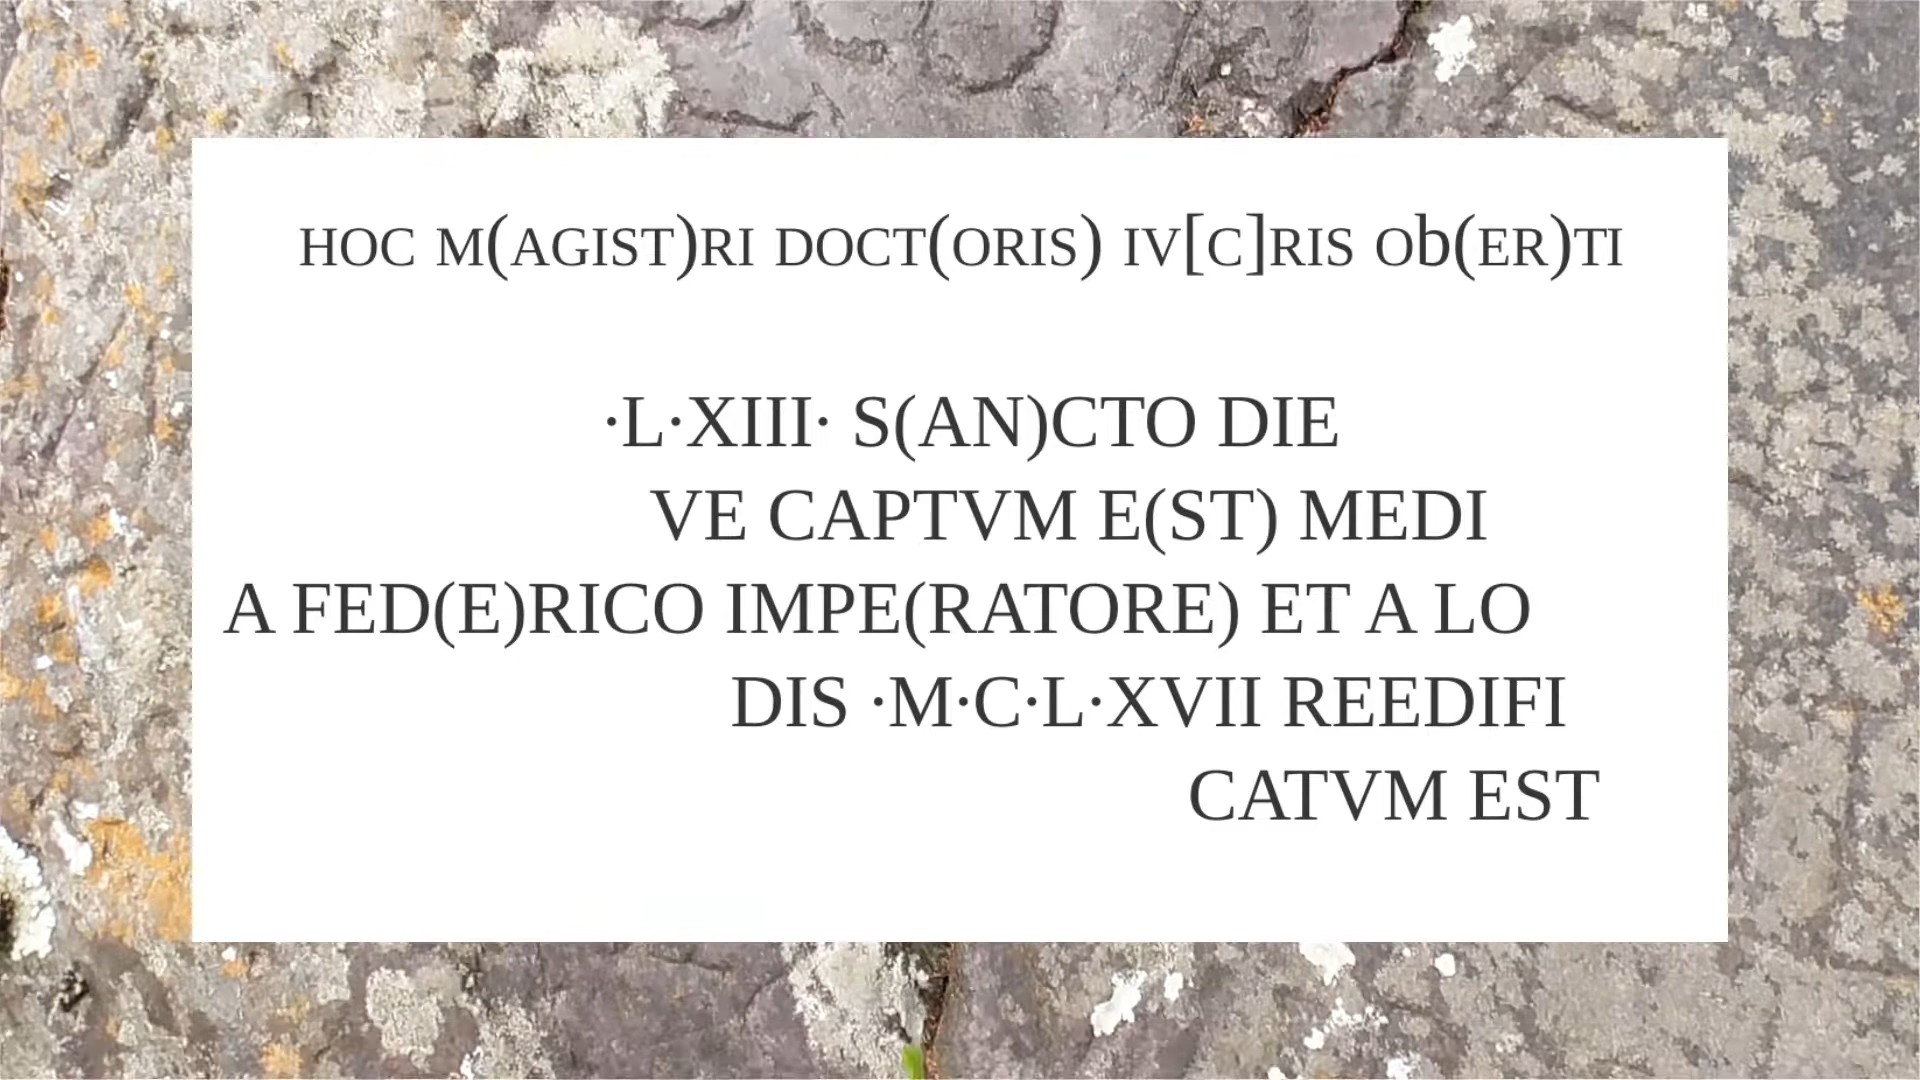 HOC M(AGIST)RI DOCT(ORIS) IV[C]RIS Ob(ER)TI
·L·XIII· S(AN)CTO DIE
VE CAPTVM E(ST) MEDI
A FED(E)RICO IMPE(RATORE) ET A LO
DIS ·M·C·L·XVII REEDIFI
CATVM EST